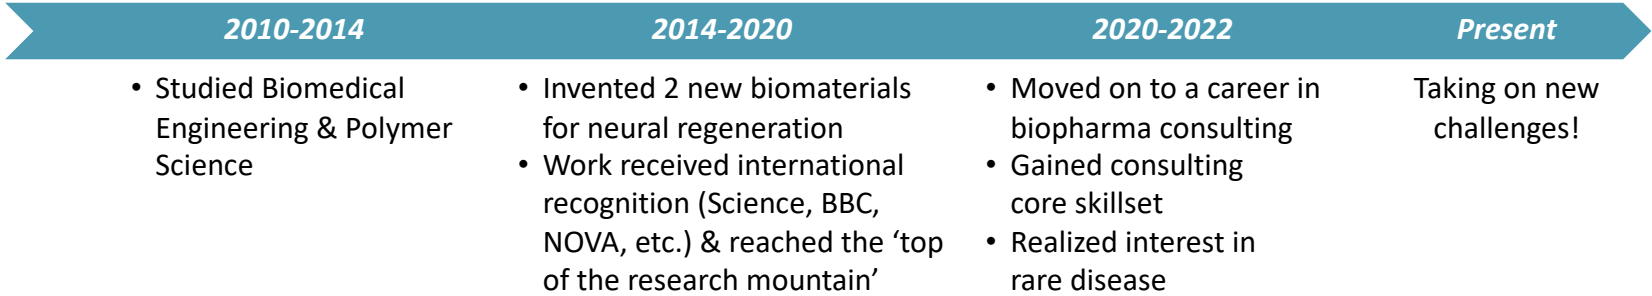 2010-2014
2014-2020
2020-2022
Present
• Studied Biomedical
Engineering & Polymer
Science
• Invented 2 new biomaterials
for neural regeneration
• Work received international
recognition (Science, BBC,
NOVA, etc.) & reached the ‘top
of the research mountain’
• Moved on to a career in
biopharma consulting
• Gained consulting
core skillset
• Realized interest in
rare disease
Taking on new
challenges!